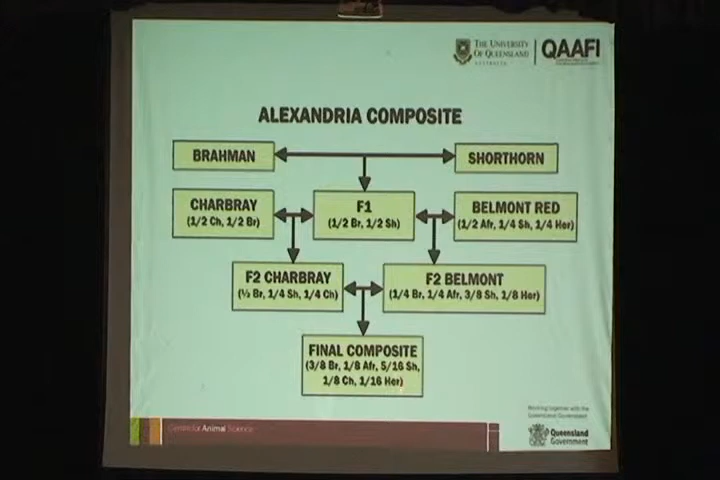 THE UNIVERSITY
OF QUEENSLAND
AUSTRALIA
QAAFI
ALEXANDRIA COMPOSITE
BRAHMAN
SHORTHORN
CHARBRAY
(1/2 Ch, 1/2 Br)
F1
(1/2 Br, 1/2 Sh)
BELMONT RED
(1/2 Afr, 1/4 Sh, 1/4 Her)
F2 CHARBRAY
(½ Br, 1/4 Sh, 1/4 Ch)
F2 BELMONT
(1/4 Br, 1/4 Afr, 3/8 Sh, 1/8 Her)
FINAL COMPOSITE
(3/8 Br, 1/8 Afr, 5/16 Sh,
1/8 Ch, 1/16 Her)
Centre for Animal Science
Working together with the
Queensland Government
Queensland
Government